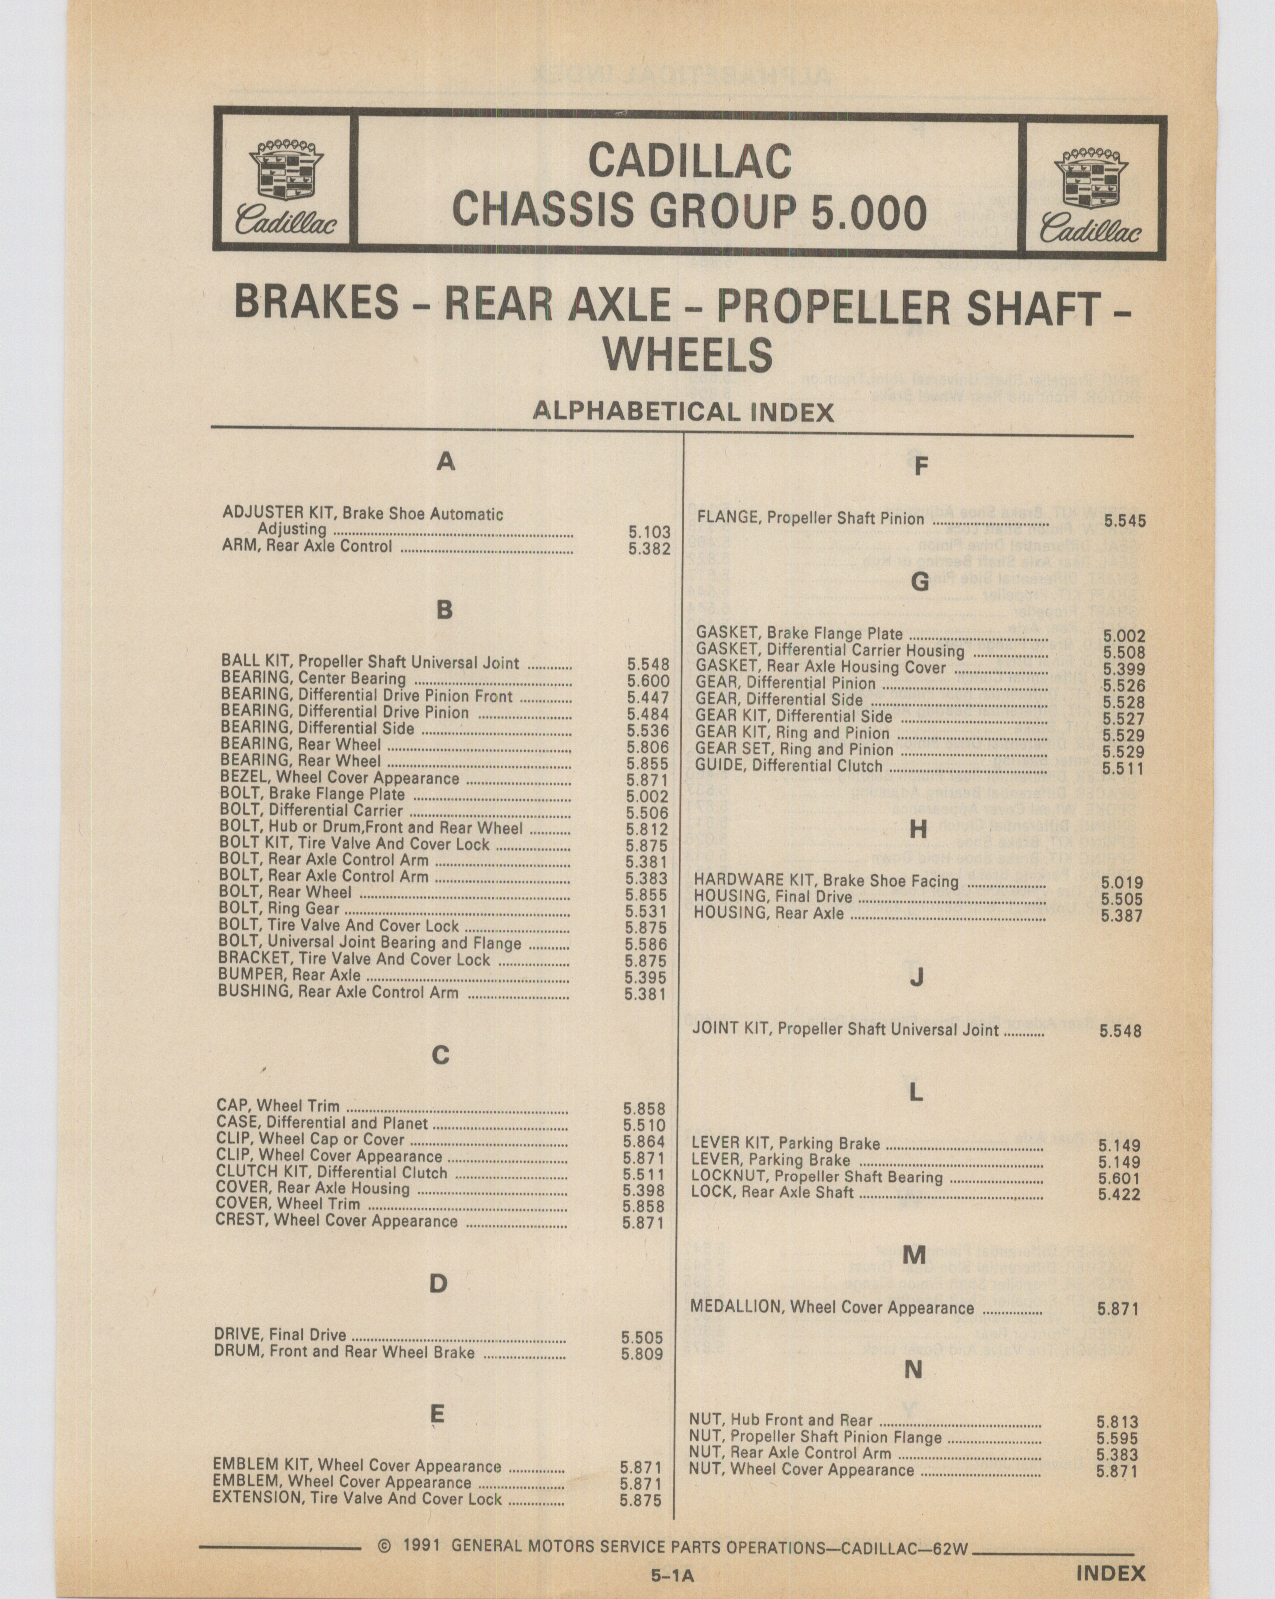 CADILLAC
CHASSIS GROUP 5.000
Cadillac
Cadillac
BRAKES – REAR AXLE – PROPELLER SHAFT –
WHEELS
ALPHABETICAL INDEX
A
ADJUSTER KIT, Brake Shoe Automatic
Adjusting ........ 5.103
ARM, Rear Axle Control ........ 5.382
B
BALL KIT, Propeller Shaft Universal Joint ........ 5.548
BEARING, Center Bearing ........ 5.600
BEARING, Differential Drive Pinion Front ........ 5.447
BEARING, Differential Drive Pinion ........ 5.484
BEARING, Differential Side ........ 5.536
BEARING, Rear Wheel ........ 5.806
BEARING, Rear Wheel ........ 5.855
BEZEL, Wheel Cover Appearance ........ 5.871
BOLT, Brake Flange Plate ........ 5.002
BOLT, Differential Carrier ........ 5.506
BOLT, Hub or Drum,Front and Rear Wheel ........ 5.812
BOLT KIT, Tire Valve And Cover Lock ........ 5.875
BOLT, Rear Axle Control Arm ........ 5.381
BOLT, Rear Axle Control Arm ........ 5.383
BOLT, Rear Wheel ........ 5.855
BOLT, Ring Gear ........ 5.531
BOLT, Tire Valve And Cover Lock ........ 5.875
BOLT, Universal Joint Bearing and Flange ........ 5.586
BRACKET, Tire Valve And Cover Lock ........ 5.875
BUMPER, Rear Axle ........ 5.395
BUSHING, Rear Axle Control Arm ........ 5.381
C
CAP, Wheel Trim ........ 5.858
CASE, Differential and Planet ........ 5.510
CLIP, Wheel Cap or Cover ........ 5.864
CLIP, Wheel Cover Appearance ........ 5.871
CLUTCH KIT, Differential Clutch ........ 5.511
COVER, Rear Axle Housing ........ 5.398
COVER, Wheel Trim ........ 5.858
CREST, Wheel Cover Appearance ........ 5.871
D
DRIVE, Final Drive ........ 5.505
DRUM, Front and Rear Wheel Brake ........ 5.809
E
EMBLEM KIT, Wheel Cover Appearance ........ 5.871
EMBLEM, Wheel Cover Appearance ........ 5.871
EXTENSION, Tire Valve And Cover Lock ........ 5.875
F
FLANGE, Propeller Shaft Pinion ........ 5.545
G
GASKET, Brake Flange Plate ........ 5.002
GASKET, Differential Carrier Housing ........ 5.508
GASKET, Rear Axle Housing Cover ........ 5.399
GEAR, Differential Pinion ........ 5.526
GEAR, Differential Side ........ 5.528
GEAR KIT, Differential Side ........ 5.527
GEAR KIT, Ring and Pinion ........ 5.529
GEAR SET, Ring and Pinion ........ 5.529
GUIDE, Differential Clutch ........ 5.511
H
HARDWARE KIT, Brake Shoe Facing ........ 5.019
HOUSING, Final Drive ........ 5.505
HOUSING, Rear Axle ........ 5.387
J
JOINT KIT, Propeller Shaft Universal Joint ........ 5.548
L
LEVER KIT, Parking Brake ........ 5.149
LEVER, Parking Brake ........ 5.149
LOCKNUT, Propeller Shaft Bearing ........ 5.601
LOCK, Rear Axle Shaft ........ 5.422
M
MEDALLION, Wheel Cover Appearance ........ 5.871
N
NUT, Hub Front and Rear ........ 5.813
NUT, Propeller Shaft Pinion Flange ........ 5.595
NUT, Rear Axle Control Arm ........ 5.383
NUT, Wheel Cover Appearance ........ 5.871
© 1991 GENERAL MOTORS SERVICE PARTS OPERATIONS—CADILLAC—62W
5–1A
INDEX